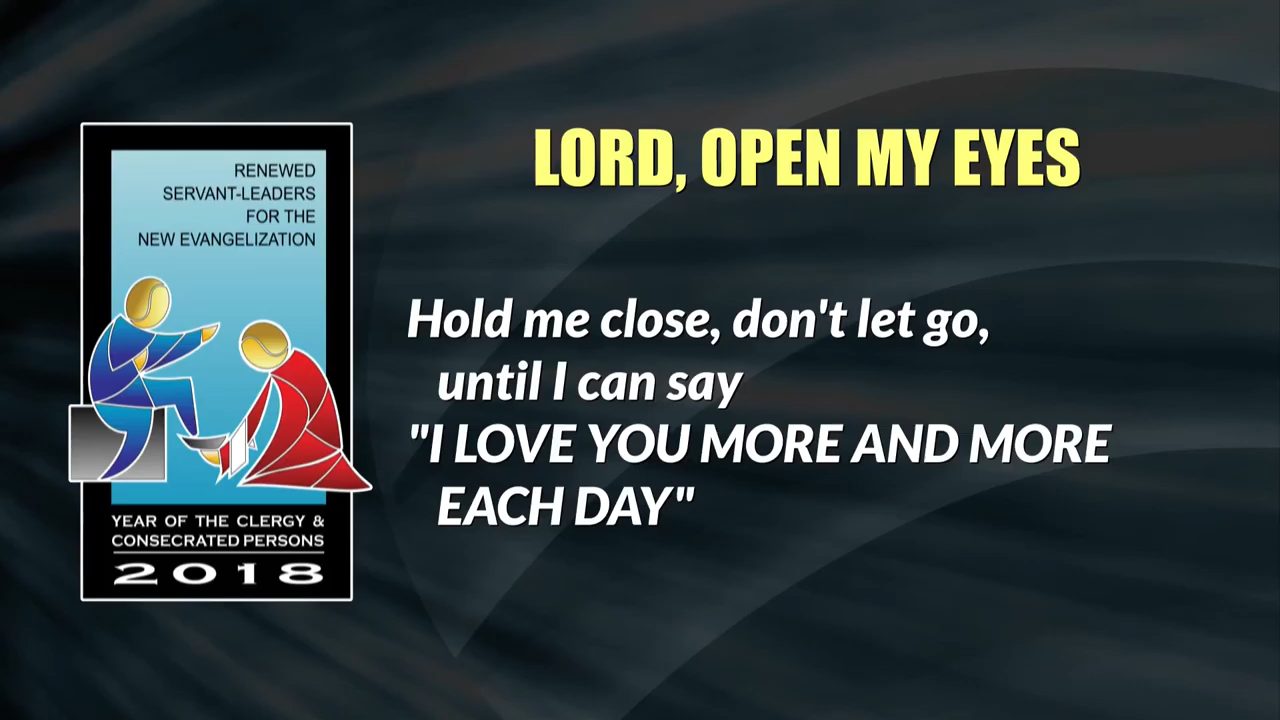 RENEWED
SERVANT-LEADERS
FOR THE
NEW EVANGELIZATION
YEAR OF THE CLERGY &
CONSECRATED PERSONS
2018
LORD, OPEN MY EYES
Hold me close, don't let go,
until I can say
"I LOVE YOU MORE AND MORE
EACH DAY"